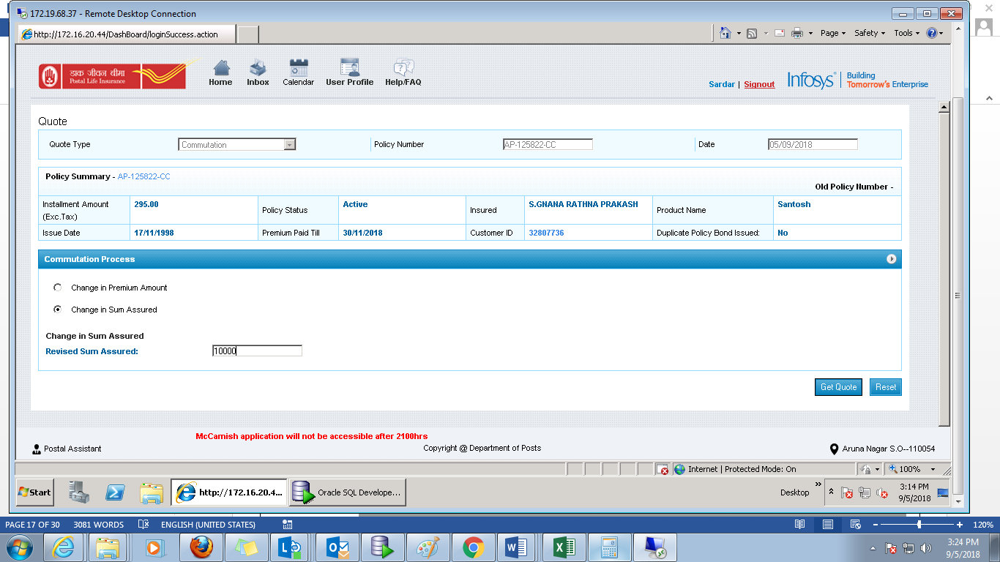 172.19.68.37 - Remote Desktop Connection
http://172.16.20.44/DashBoard/loginSuccess.action
Page Safety Tools
डाक जीवन बीमा
Postal Life Insurance
Home Inbox Calendar User Profile Help/FAQ
Sardar | Signout
Infosys | Building Tomorrow's Enterprise
Quote
Quote Type Commutation Policy Number AP-125822-CC Date 05/09/2018
Policy Summary - AP-125822-CC
Old Policy Number -
Installment Amount (Exc.Tax) 295.00 Policy Status Active Insured S.GNANA RATHNA PRAKASH Product Name Santosh
Issue Date 17/11/1998 Premium Paid Till 30/11/2018 Customer ID 32807736 Duplicate Policy Bond Issued: No
Commutation Process
Change in Premium Amount
Change in Sum Assured
Change in Sum Assured
Revised Sum Assured: 10000
Get Quote Reset
McCamish application will not be accessible after 2100hrs
Postal Assistant Copyright @ Department of Posts Aruna Nagar S.O--110054
Internet | Protected Mode: On 100%
Start http://172.16.20.4... Oracle SQL Develope... Desktop 3:14 PM
9/5/2018
PAGE 17 OF 30 3081 WORDS ENGLISH (UNITED STATES) 120%
3:24 PM
9/5/2018